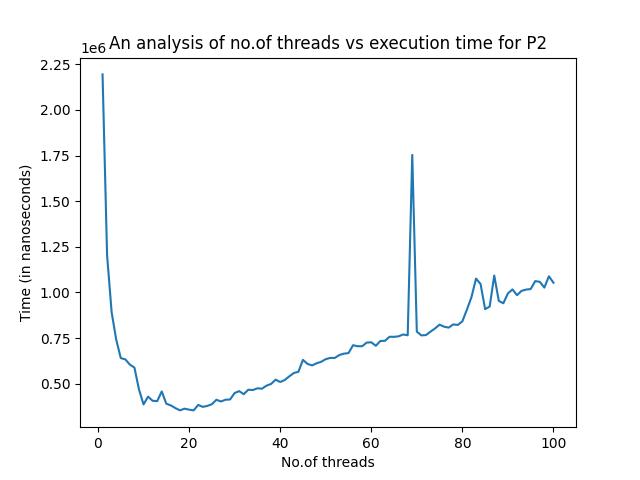 An analysis of no.of threads vs execution time for P2
1e6
2.25
2.00
1.75
1.50
1.25
1.00
0.75
0.50
Time (in nanoseconds)
0 20 40 60 80 100
No.of threads